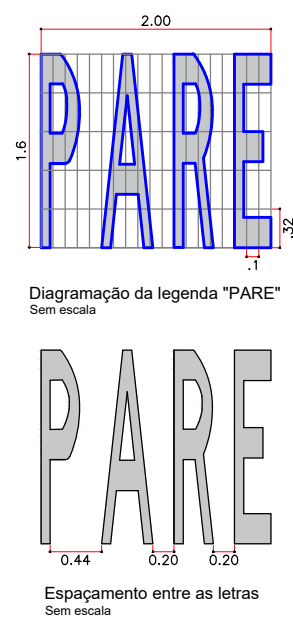 2.00
PARE
1.6
.32
.1
Diagramação da legenda "PARE"
Sem escala
PARE
0.44 0.20 0.20
Espaçamento entre as letras
Sem escala